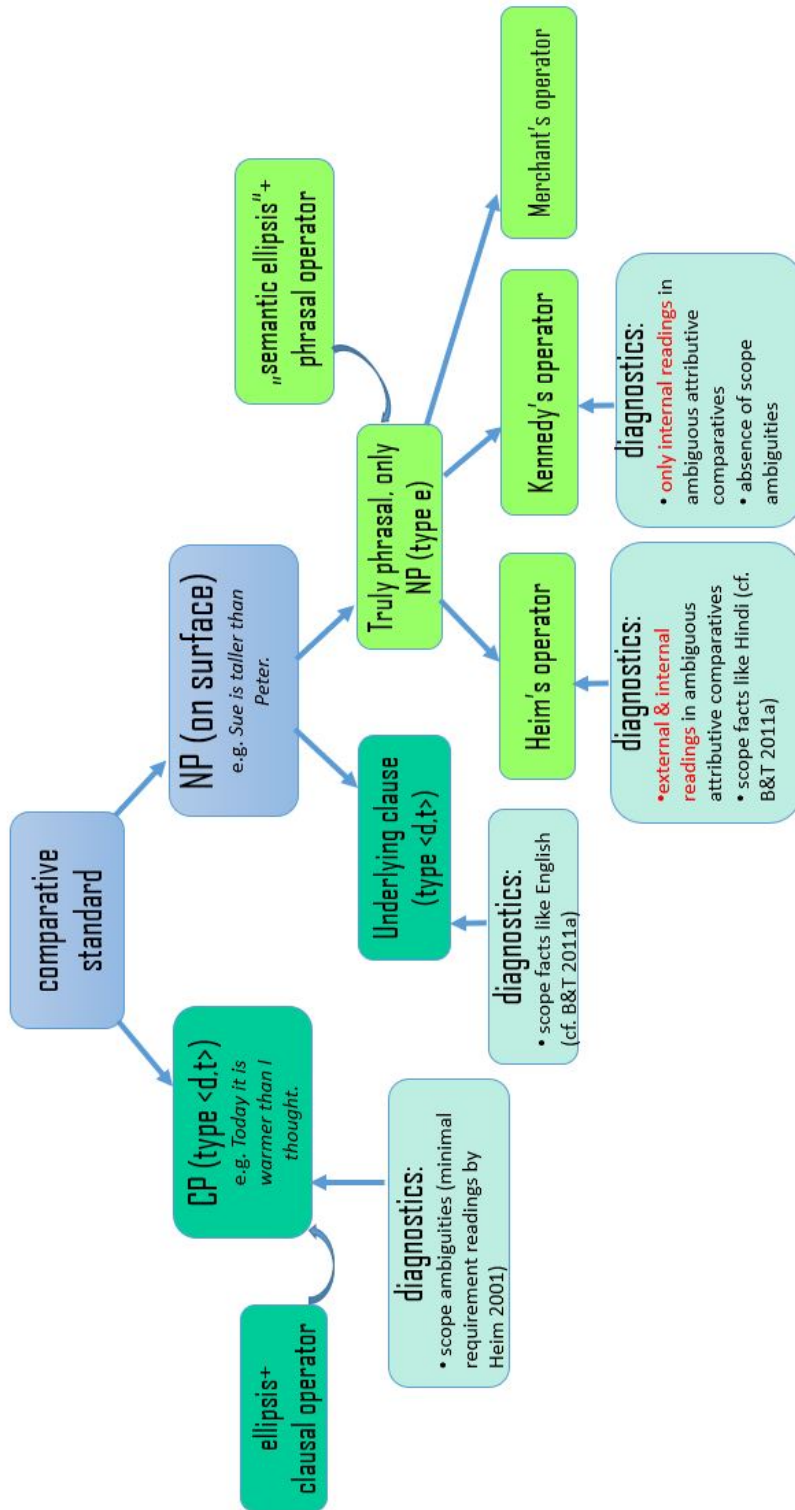 comparative
standard
CP (type <d,t>)
e.g. Today it is
warmer than I
thought.
NP (on surface)
e.g. Sue is taller than
Peter.
ellipsis+
clausal operator
„semantic ellipsis"+
phrasal operator
Underlying clause
(type <d,t>)
Truly phrasal, only
NP (type e)
diagnostics:
• scope ambiguities (minimal
requirement readings by
Heim 2001)
diagnostics:
• scope facts like English
(cf. B&T 2011a)
Heim's operator
Kennedy's operator
Merchant's operator
diagnostics:
•external & internal
readings in ambiguous
attributive comparatives
• scope facts like Hindi (cf.
B&T 2011a)
diagnostics:
• only internal readings in
ambiguous attributive
comparatives
• absence of scope
ambiguities